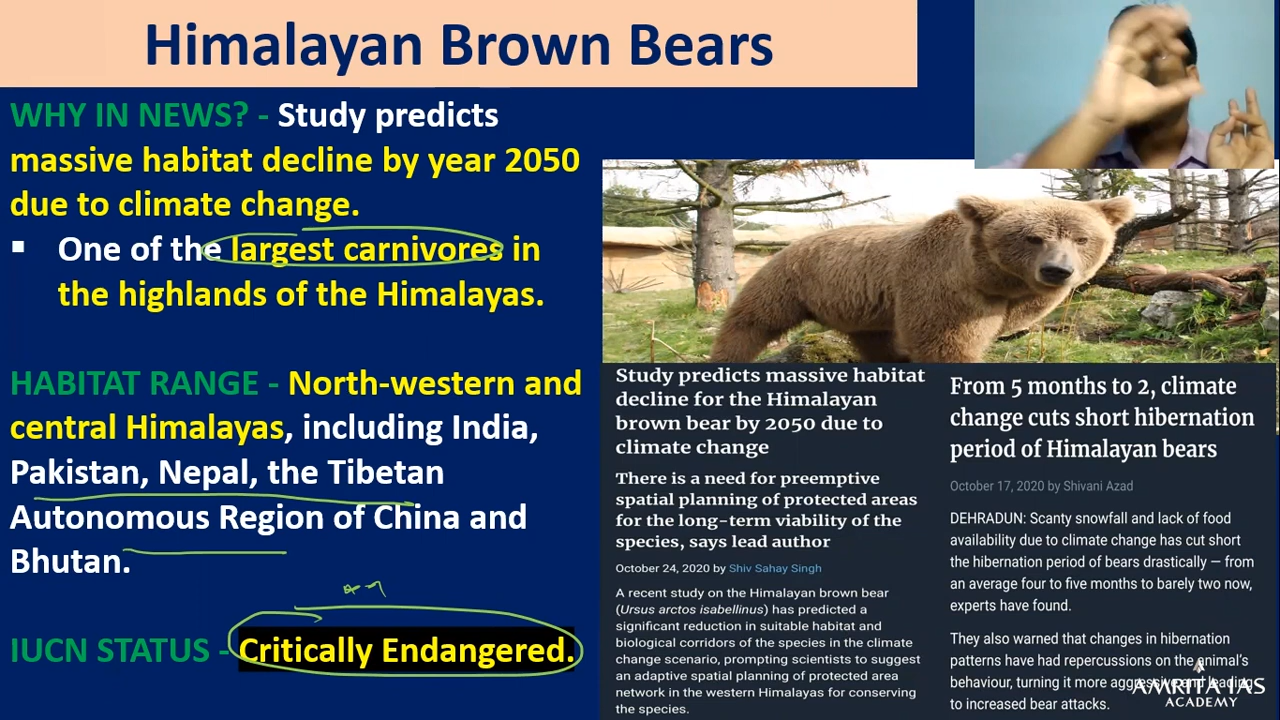 Himalayan Brown Bears
WHY IN NEWS? - Study predicts
massive habitat decline by year 2050
due to climate change.
▪ One of the largest carnivores in
the highlands of the Himalayas.
HABITAT RANGE - North-western and
central Himalayas, including India,
Pakistan, Nepal, the Tibetan
Autonomous Region of China and
Bhutan.
IUCN STATUS - Critically Endangered.
Study predicts massive habitat
decline for the Himalayan
brown bear by 2050 due to
climate change
There is a need for preemptive
spatial planning of protected areas
for the long-term viability of the
species, says lead author
October 24, 2020 by Shiv Sahay Singh
A recent study on the Himalayan brown bear
(Ursus arctos isabellinus) has predicted a
significant reduction in suitable habitat and
biological corridors of the species in the climate
change scenario, prompting scientists to suggest
an adaptive spatial planning of protected area
network in the western Himalayas for conserving
the species.
From 5 months to 2, climate
change cuts short hibernation
period of Himalayan bears
October 17, 2020 by Shivani Azad
DEHRADUN: Scanty snowfall and lack of food
availability due to climate change has cut short
the hibernation period of bears drastically — from
an average four to five months to barely two now,
experts have found.
They also warned that changes in hibernation
patterns have had repercussions on the animal's
behaviour, turning it more aggressive and leading
to increased bear attacks.
AMRITA IAS
ACADEMY